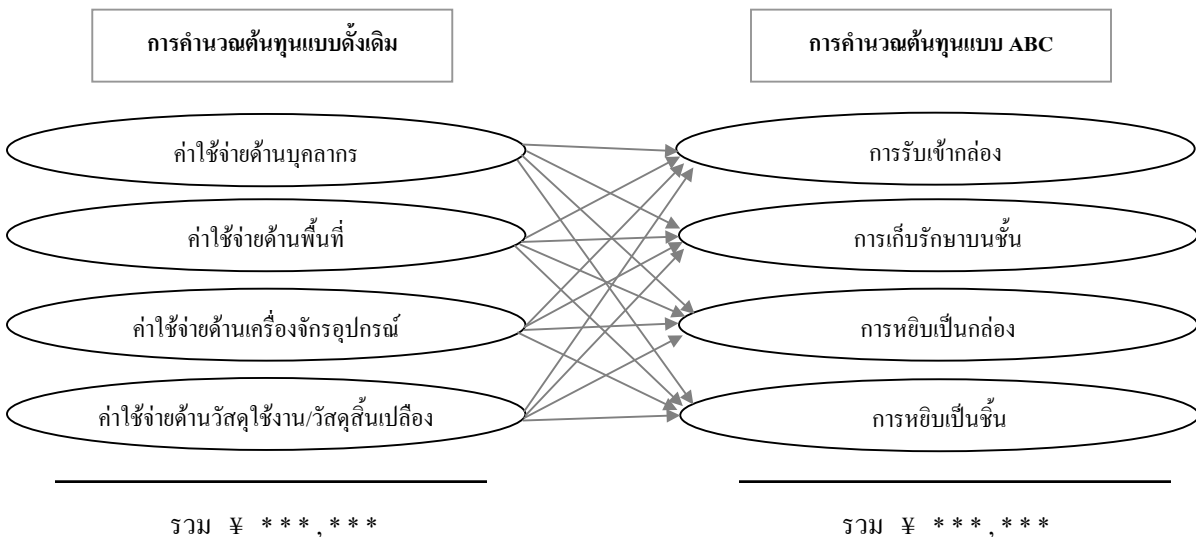 การคำนวณต้นทุนแบบดั้งเดิม
การคำนวณต้นทุนแบบ ABC
ค่าใช้จ่ายด้านบุคลากร
การรับเข้ากล่อง
ค่าใช้จ่ายด้านพื้นที่
การเก็บรักษาบนชั้น
ค่าใช้จ่ายด้านเครื่องจักรอุปกรณ์
การหยิบเป็นกล่อง
ค่าใช้จ่ายด้านวัสดุใช้งาน/วัสดุสิ้นเปลือง
การหยิบเป็นชิ้น
รวม ¥ ***,***
รวม ¥ ***,***